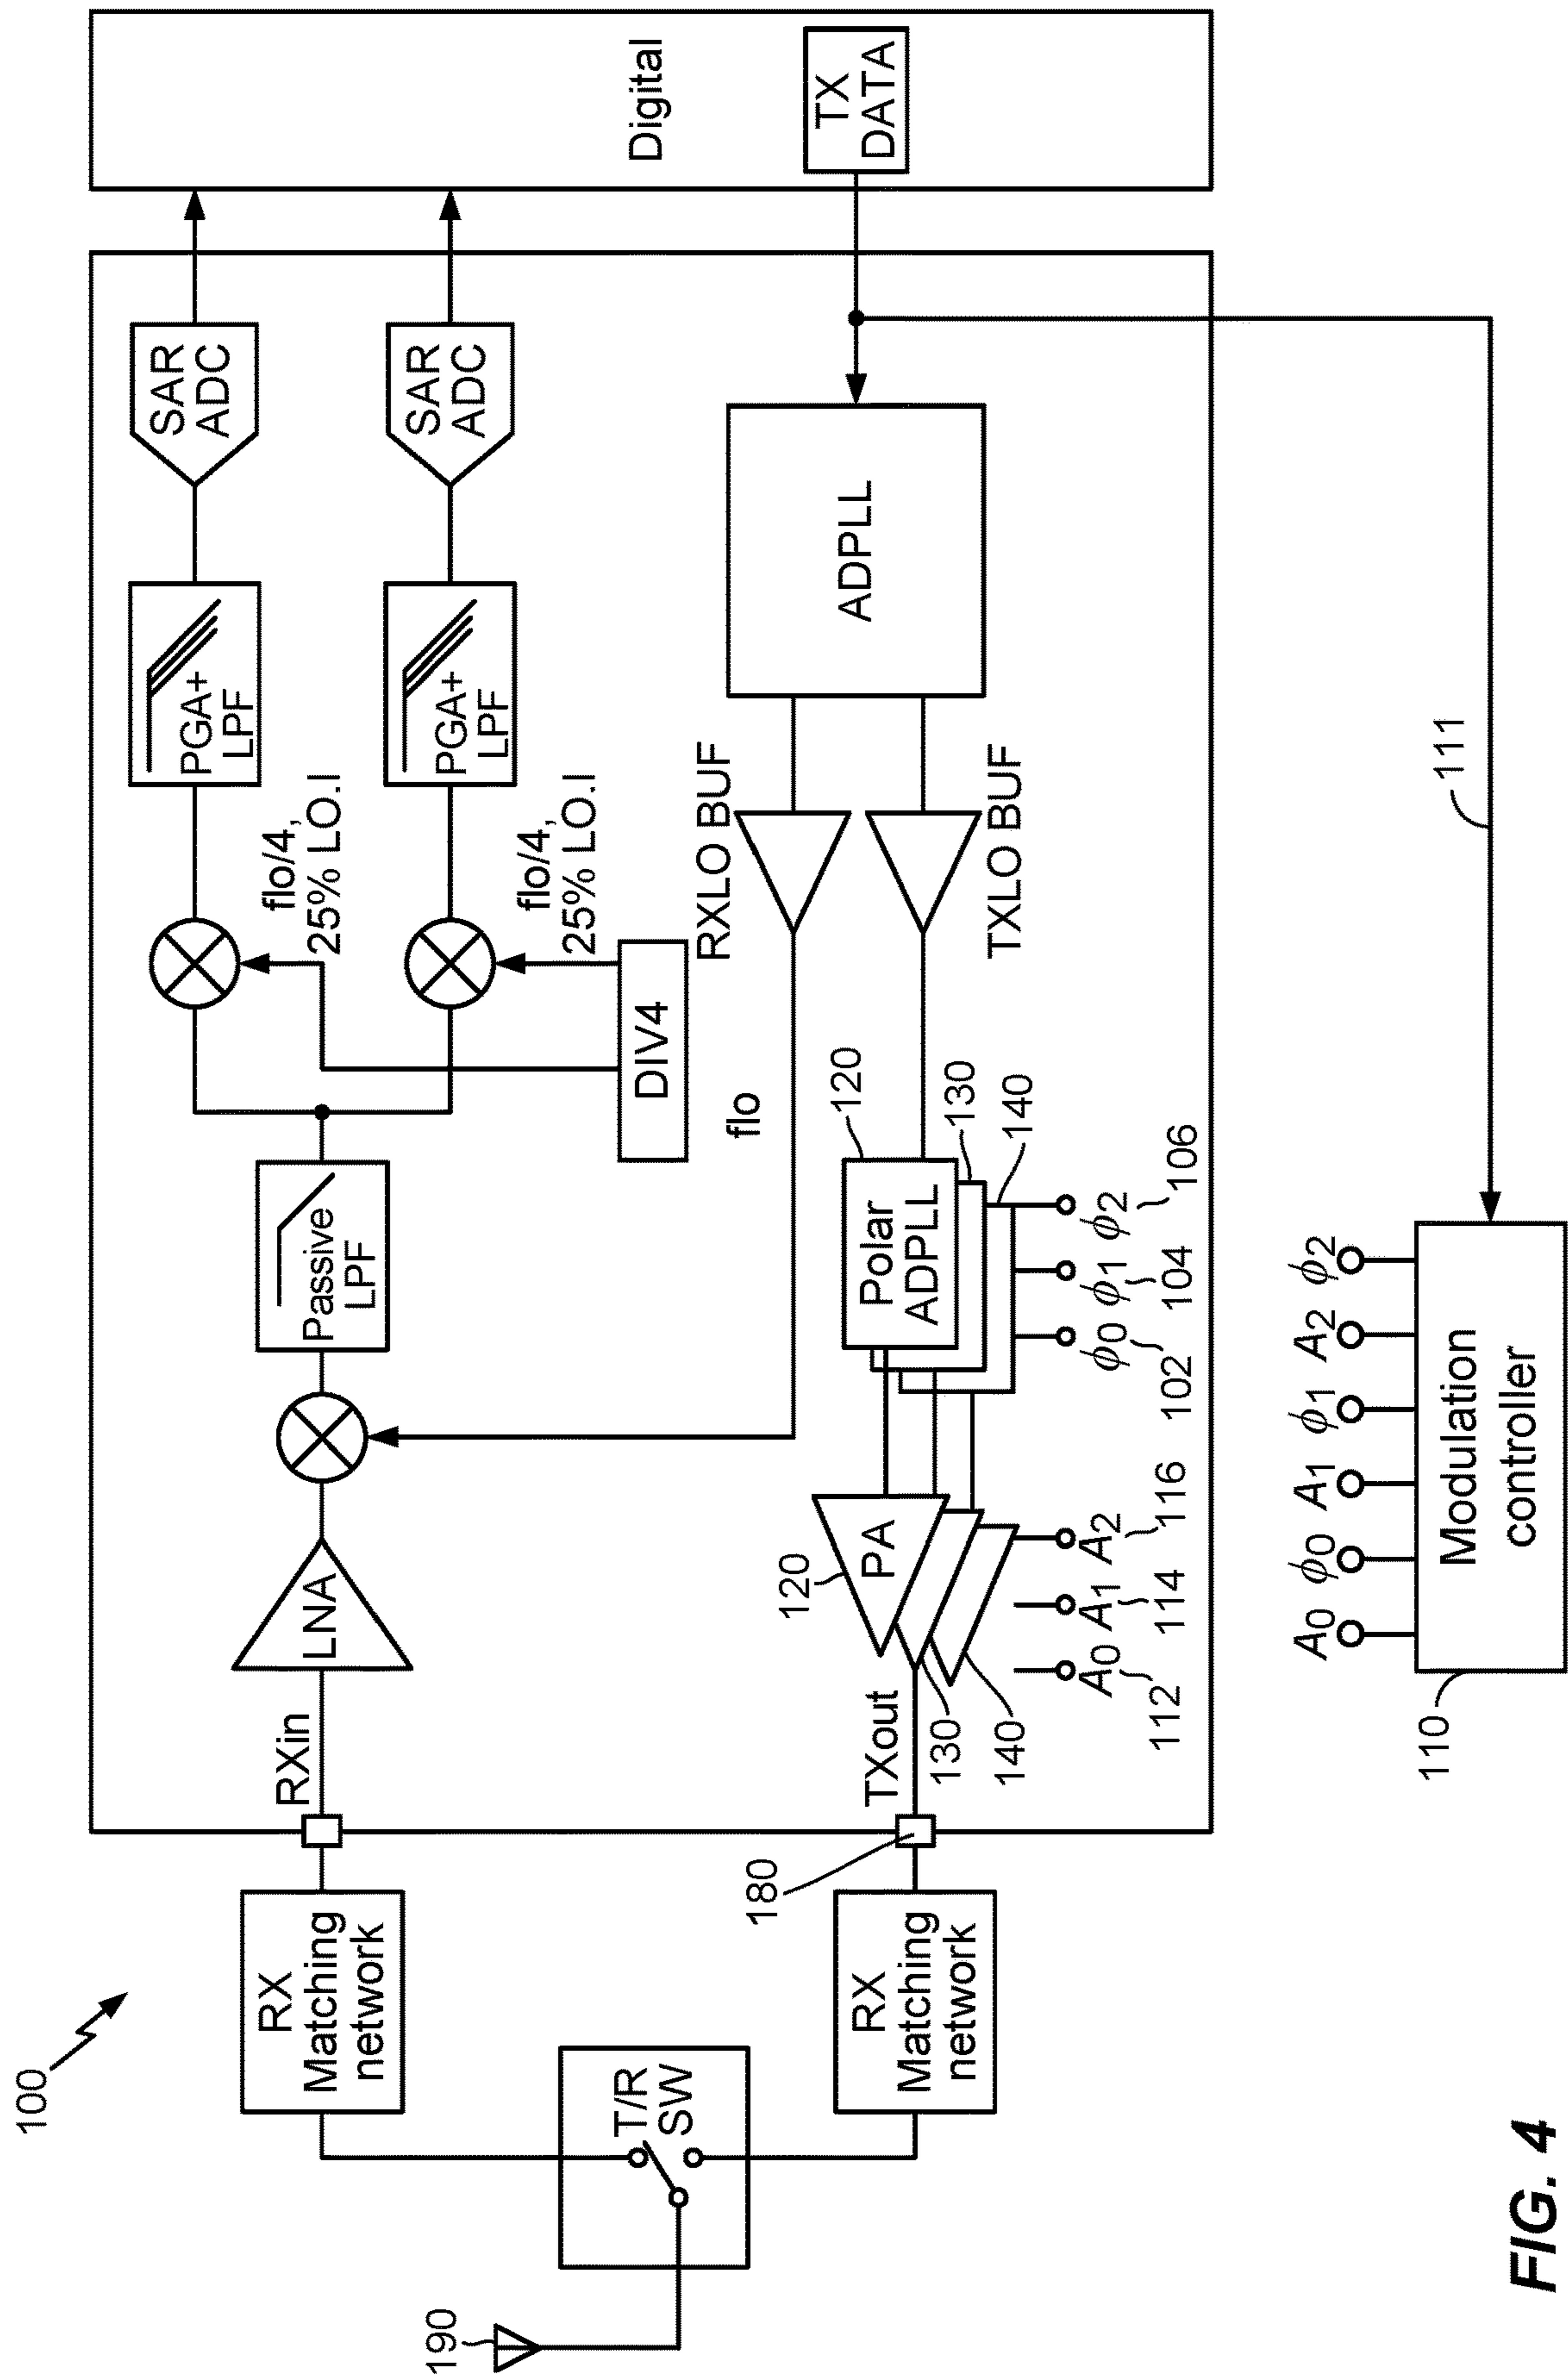 100
190
T/R
SW
RX
Matching
network
RX
Matching
network
180
RXin
TXout
LNA
PA
120
130
140
A0
112
A1
114
A2
116
Passive
LPF
Polar
ADPLL
120
130
140
ϕ0
102
ϕ1
104
ϕ2
106
DIV4
flo
flo/4,
25% LO.I
flo/4,
25% LO.I
RXLO BUF
TXLO BUF
PGA+
LPF
PGA+
LPF
ADPLL
SAR
ADC
SAR
ADC
Digital
TX
DATA
111
A0
ϕ0
A1
ϕ1
A2
ϕ2
Modulation
controller
110
FIG. 4